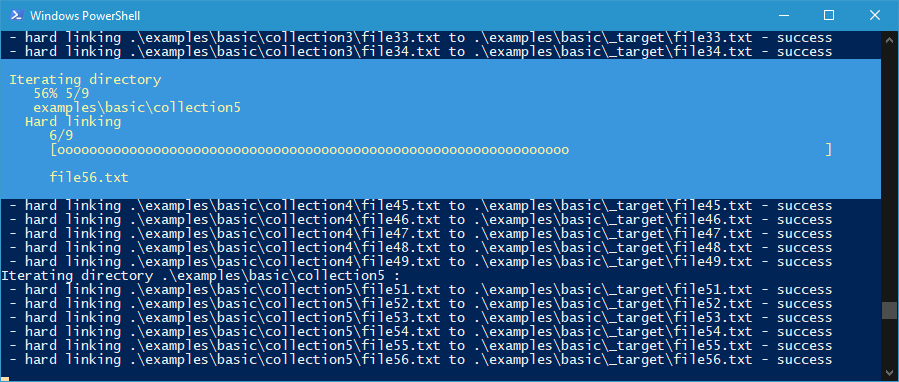 Windows PowerShell
- hard linking .\examples\basic\collection3\file33.txt to .\examples\basic\_target\file33.txt - success
- hard linking .\examples\basic\collection3\file34.txt to .\examples\basic\_target\file34.txt - success
Iterating directory
56% 5/9
examples\basic\collection5
Hard linking
6/9
[oooooooooooooooooooooooooooooooooooooooooooooooooooooooooooooooo                                ]
file56.txt
- hard linking .\examples\basic\collection4\file45.txt to .\examples\basic\_target\file45.txt - success
- hard linking .\examples\basic\collection4\file46.txt to .\examples\basic\_target\file46.txt - success
- hard linking .\examples\basic\collection4\file47.txt to .\examples\basic\_target\file47.txt - success
- hard linking .\examples\basic\collection4\file48.txt to .\examples\basic\_target\file48.txt - success
- hard linking .\examples\basic\collection4\file49.txt to .\examples\basic\_target\file49.txt - success
Iterating directory .\examples\basic\collection5 :
- hard linking .\examples\basic\collection5\file51.txt to .\examples\basic\_target\file51.txt - success
- hard linking .\examples\basic\collection5\file52.txt to .\examples\basic\_target\file52.txt - success
- hard linking .\examples\basic\collection5\file53.txt to .\examples\basic\_target\file53.txt - success
- hard linking .\examples\basic\collection5\file54.txt to .\examples\basic\_target\file54.txt - success
- hard linking .\examples\basic\collection5\file55.txt to .\examples\basic\_target\file55.txt - success
- hard linking .\examples\basic\collection5\file56.txt to .\examples\basic\_target\file56.txt - success